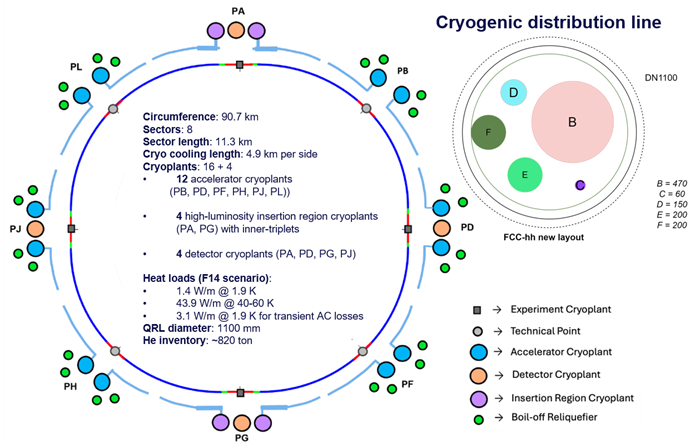 PA
Cryogenic distribution line
PL
PB
DN1100
D
B
F
E
C
B = 470
C = 60
D = 150
E = 200
F = 200
FCC-hh new layout
Circumference: 90.7 km
Sectors: 8
Sector length: 11.3 km
Cryo cooling length: 4.9 km per side
Cryoplants: 16 + 4
• 12 accelerator cryoplants
(PB, PD, PF, PH, PJ, PL))
• 4 high-luminosity insertion region cryoplants
(PA, PG) with inner-triplets
• 4 detector cryoplants (PA, PD, PG, PJ)
Heat loads (F14 scenario):
• 1.4 W/m @ 1.9 K
• 43.9 W/m @ 40-60 K
• 3.1 W/m @ 1.9 K for transient AC losses
QRL diameter: 1100 mm
He inventory: ~820 ton
PJ
PD
PH
PF
PG
→ Experiment Cryoplant
→ Technical Point
→ Accelerator Cryoplant
→ Detector Cryoplant
→ Insertion Region Cryoplant
→ Boil-off Reliquefier